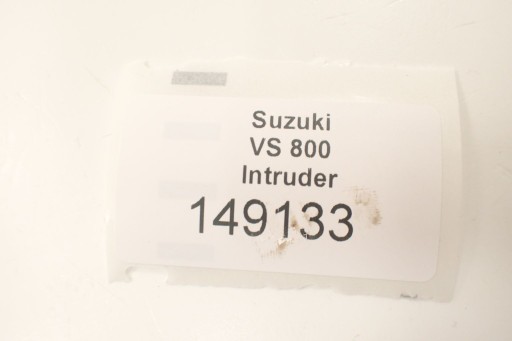 Suzuki
VS 800
Intruder
149133